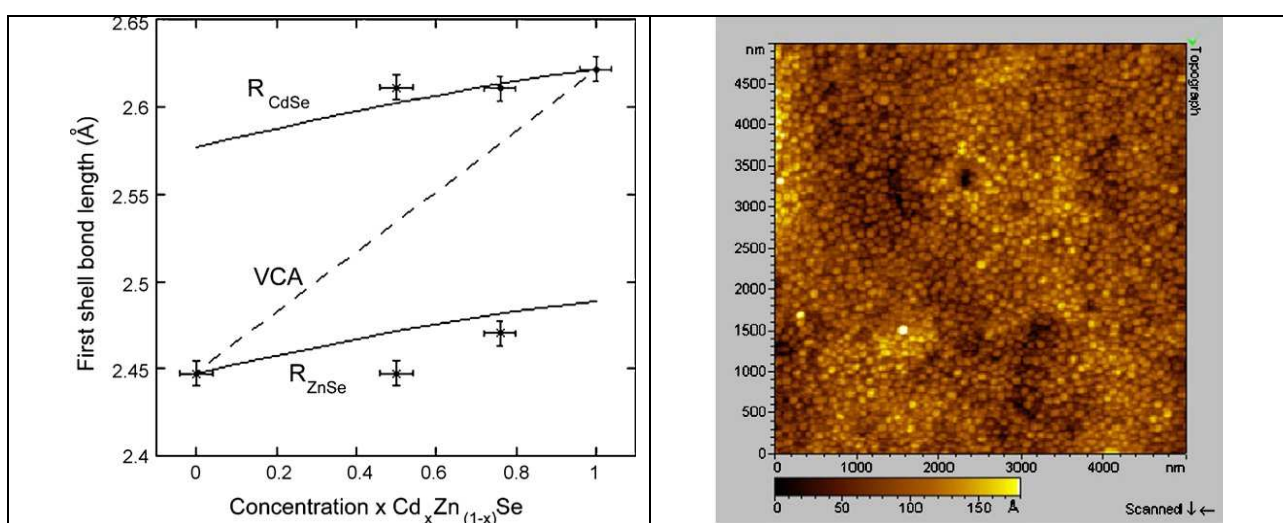 2.65
2.6
2.55
2.5
2.45
2.4
First shell bond length (Å)
R CdSe
VCA
R ZnSe
0 0.2 0.4 0.6 0.8 1
Concentration x Cd x Zn (1-x) Se
nm
4500
4000
3500
3000
2500
2000
1500
1000
500
0
1000 2000 3000 4000 nm
Topograph
0 50 100 150 Å
Scanned ↓←